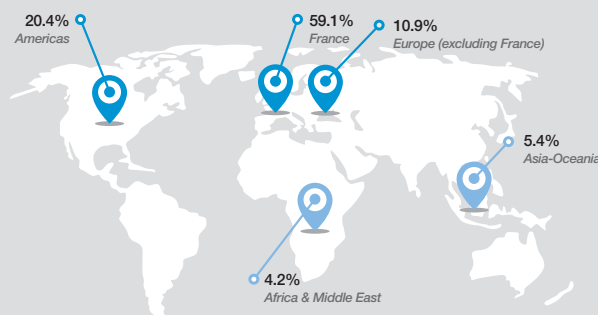 20.4%
Americas
59.1%
France
10.9%
Europe (excluding France)
5.4%
Asia-Oceania
4.2%
Africa & Middle East